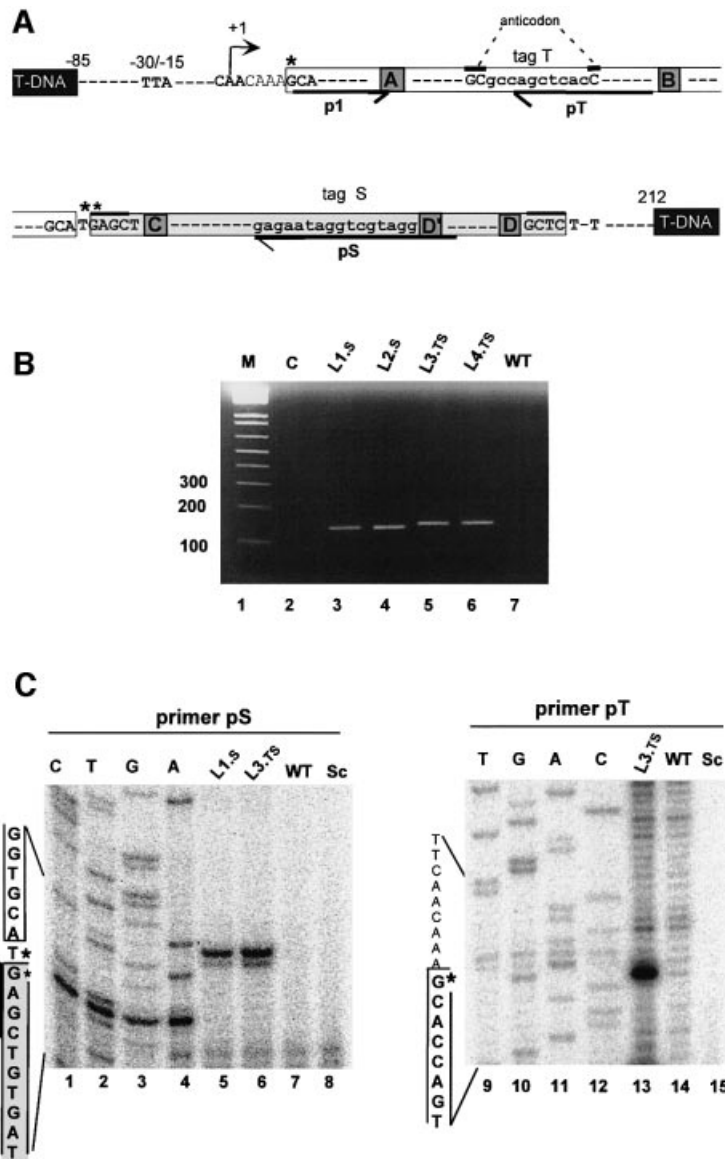 A
anticodon
+1
-85
-30/-15
*
tag T
T-DNA
TTA
CAACAAAGCA
A
GCgccagctcacC
B
p1
pT
tag S
212
**
GCA
TGAGCT
C
gagaataggtcgtagg
D'
D
GCTC
T-T
T-DNA
pS
B
M
C
L1.S
L2.S
L3.TS
L4.TS
WT
300
200
100
1
2
3
4
5
6
7
C
primer pS
C
T
G
A
L1.S
L3.TS
WT
Sc
G
G
T
G
C
A
T*
G*
A
G
C
T
G
T
G
A
T
1
2
3
4
5
6
7
8
primer pT
T
G
A
C
L3.TS
WT
Sc
T
T
C
A
A
C
A
A
A
G*
C
A
C
C
A
G
T
9
10
11
12
13
14
15